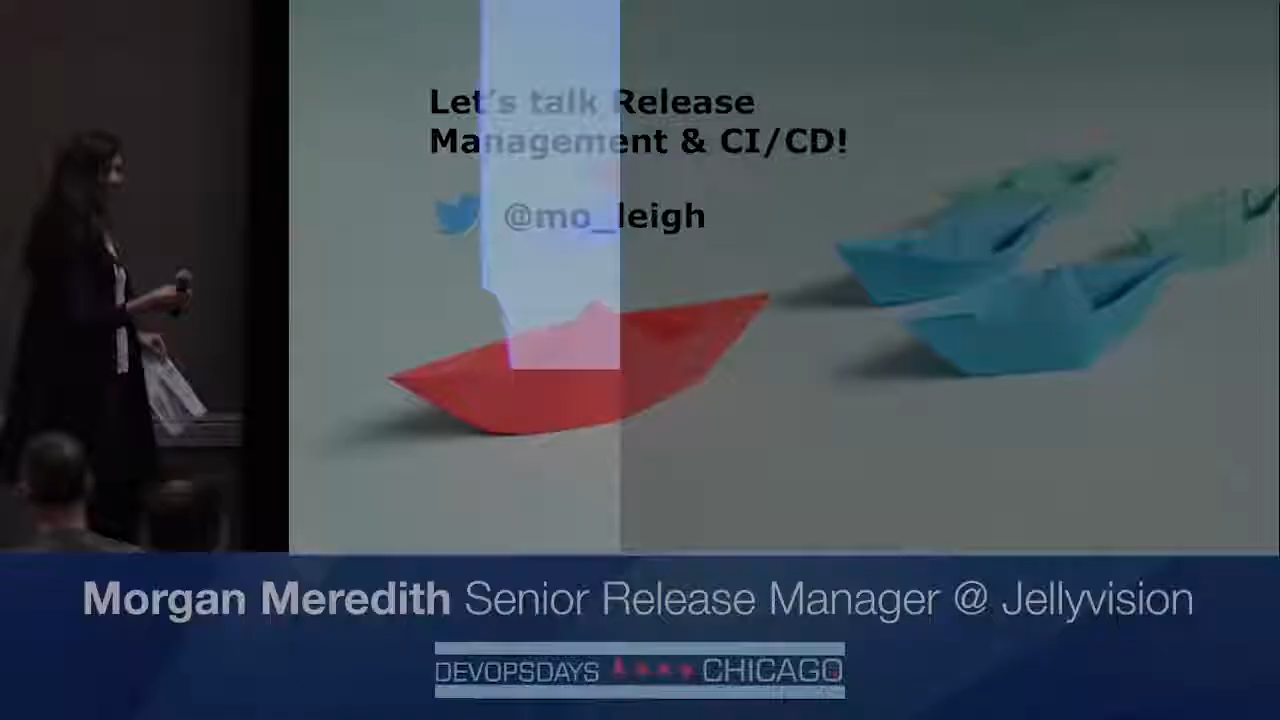 Let's talk Release
Management & CI/CD!
@mo_leigh
Morgan Meredith Senior Release Manager @ Jellyvision
DEVOPSDAYS CHICAGO